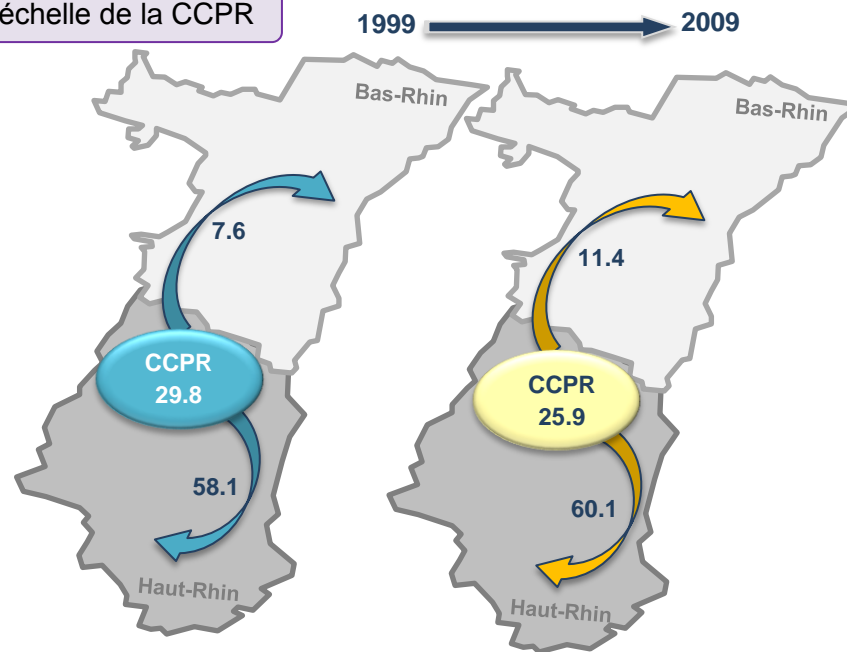 échelle de la CCPR
1999
2009
Bas-Rhin
7.6
CCPR
29.8
58.1
Haut-Rhin
Bas-Rhin
11.4
CCPR
25.9
60.1
Haut-Rhin